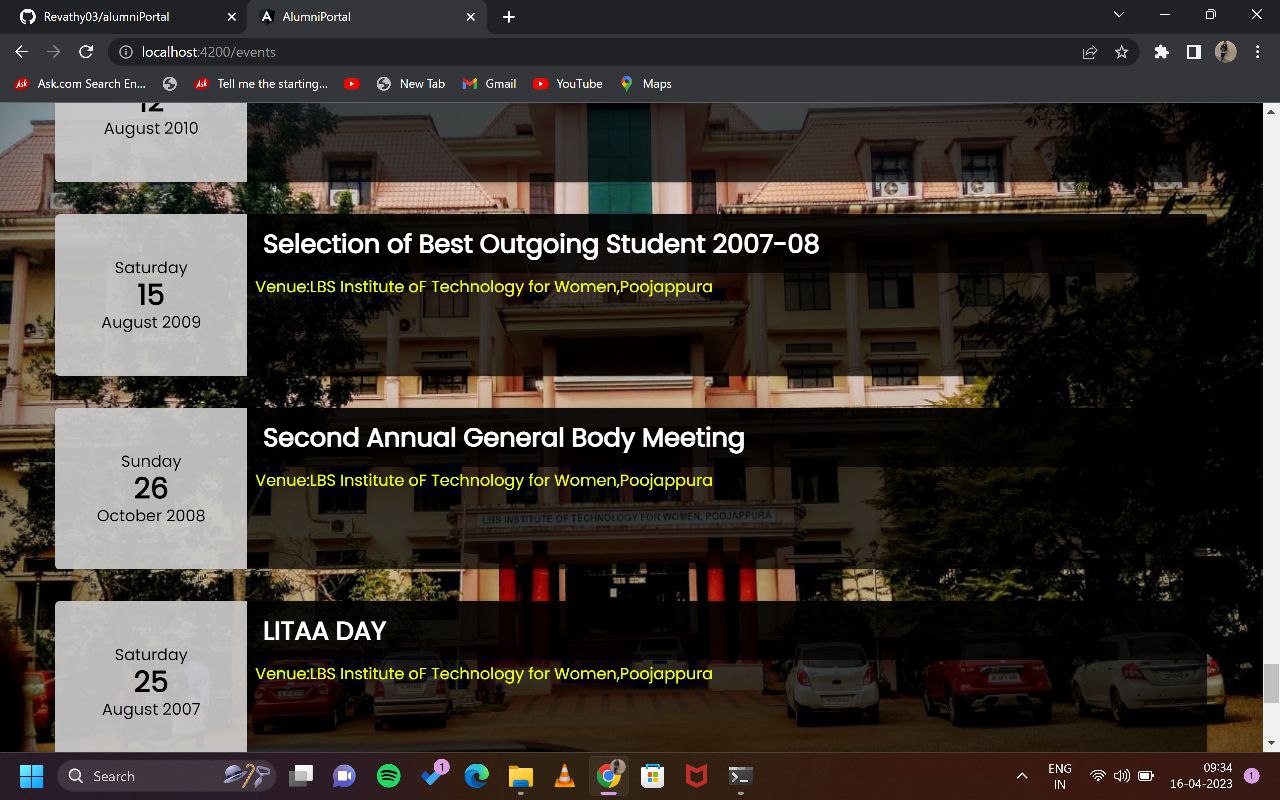 Revathy03/alumniPortal
AlumniPortal
localhost:4200/events
Ask.com Search En...
Tell me the starting...
New Tab
Gmail
YouTube
Maps
12
August 2010
Saturday
15
August 2009
Selection of Best Outgoing Student 2007-08
Venue:LBS Institute oF Technology for Women,Poojappura
Sunday
26
October 2008
Second Annual General Body Meeting
Venue:LBS Institute oF Technology for Women,Poojappura
LBS INSTITUTE OF TECHNOLOGY FOR WOMEN, POOJAPPURA
Saturday
25
August 2007
LITAA DAY
Venue:LBS Institute oF Technology for Women,Poojappura
Search
1
ENG
IN
09:34
16-04-2023
1